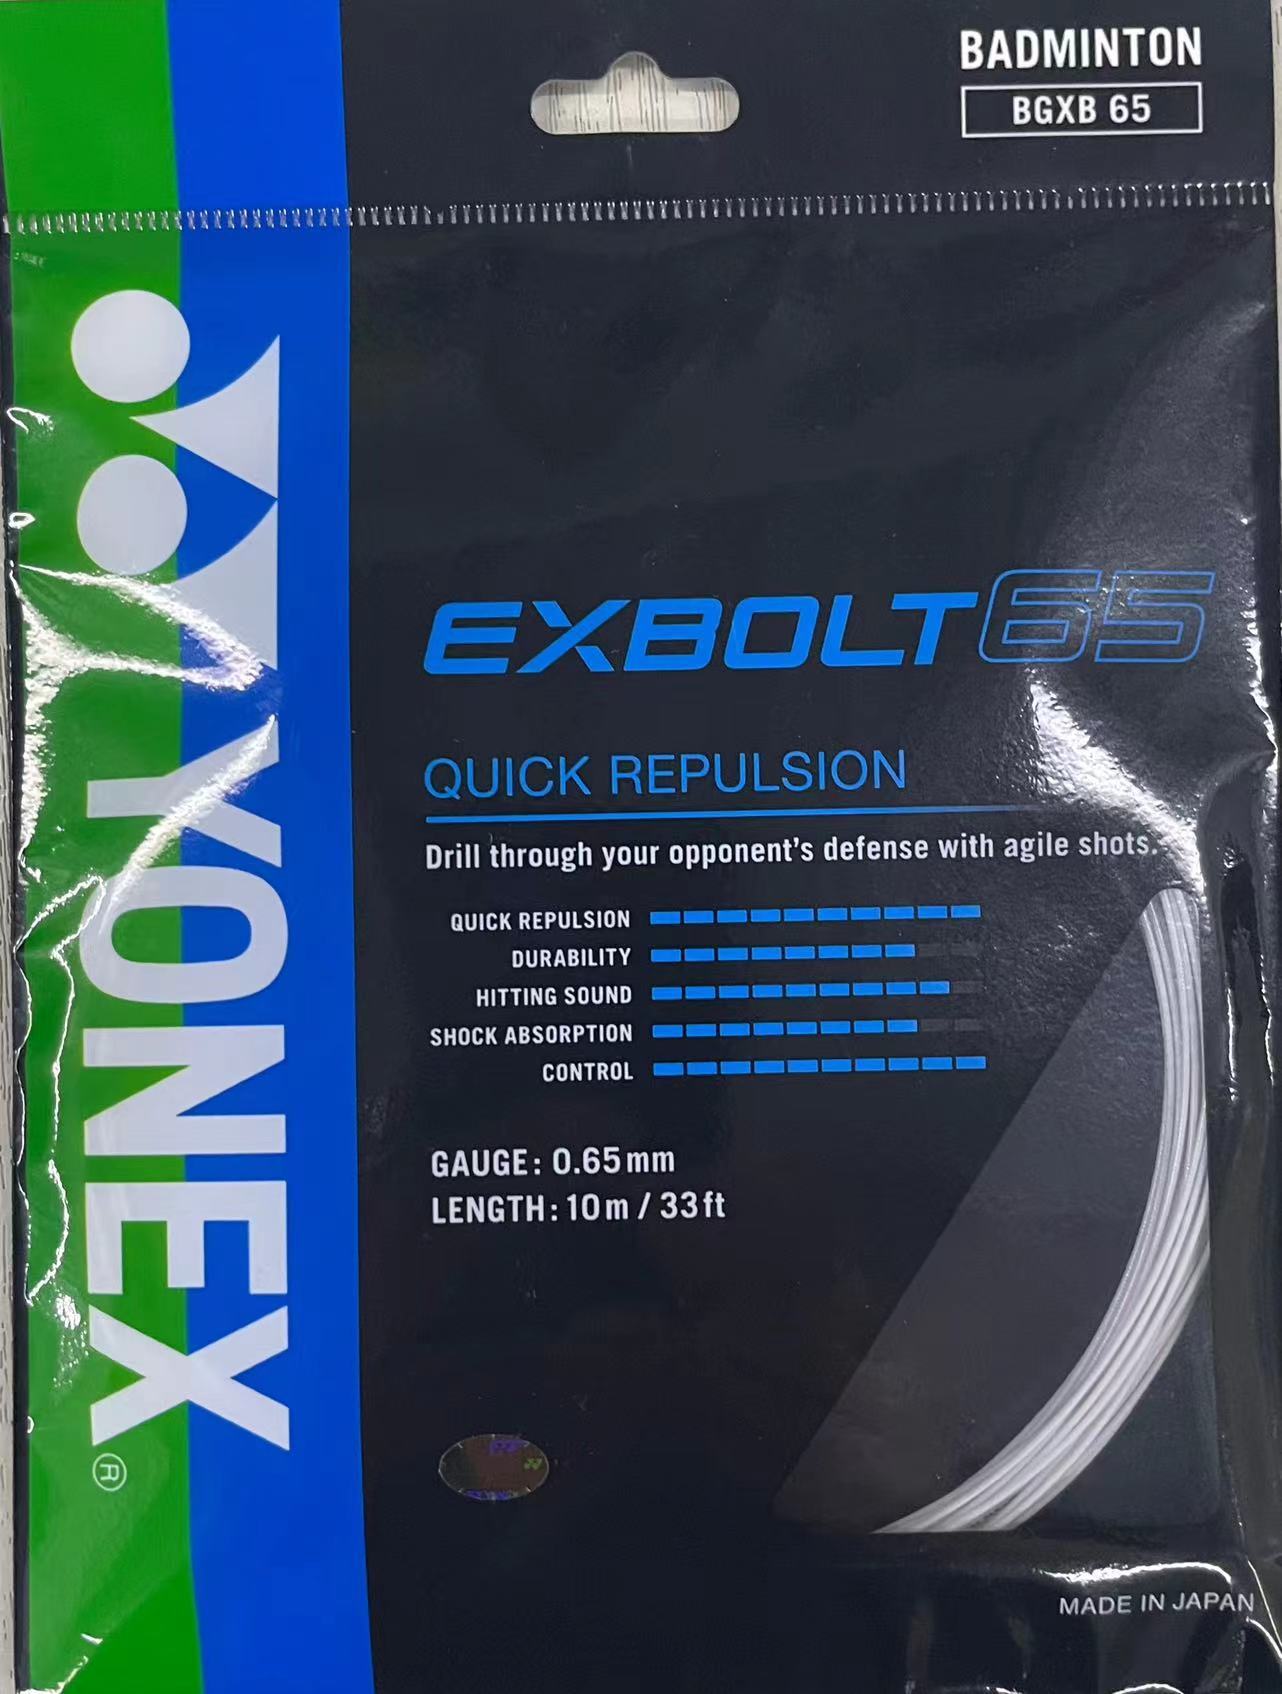 BADMINTON
BGXB 65
YONEX®
EXBOLT65
QUICK REPULSION
Drill through your opponent's defense with agile shots.
QUICK REPULSION
DURABILITY
HITTING SOUND
SHOCK ABSORPTION
CONTROL
GAUGE: 0.65mm
LENGTH: 10m / 33ft
MADE IN JAPAN